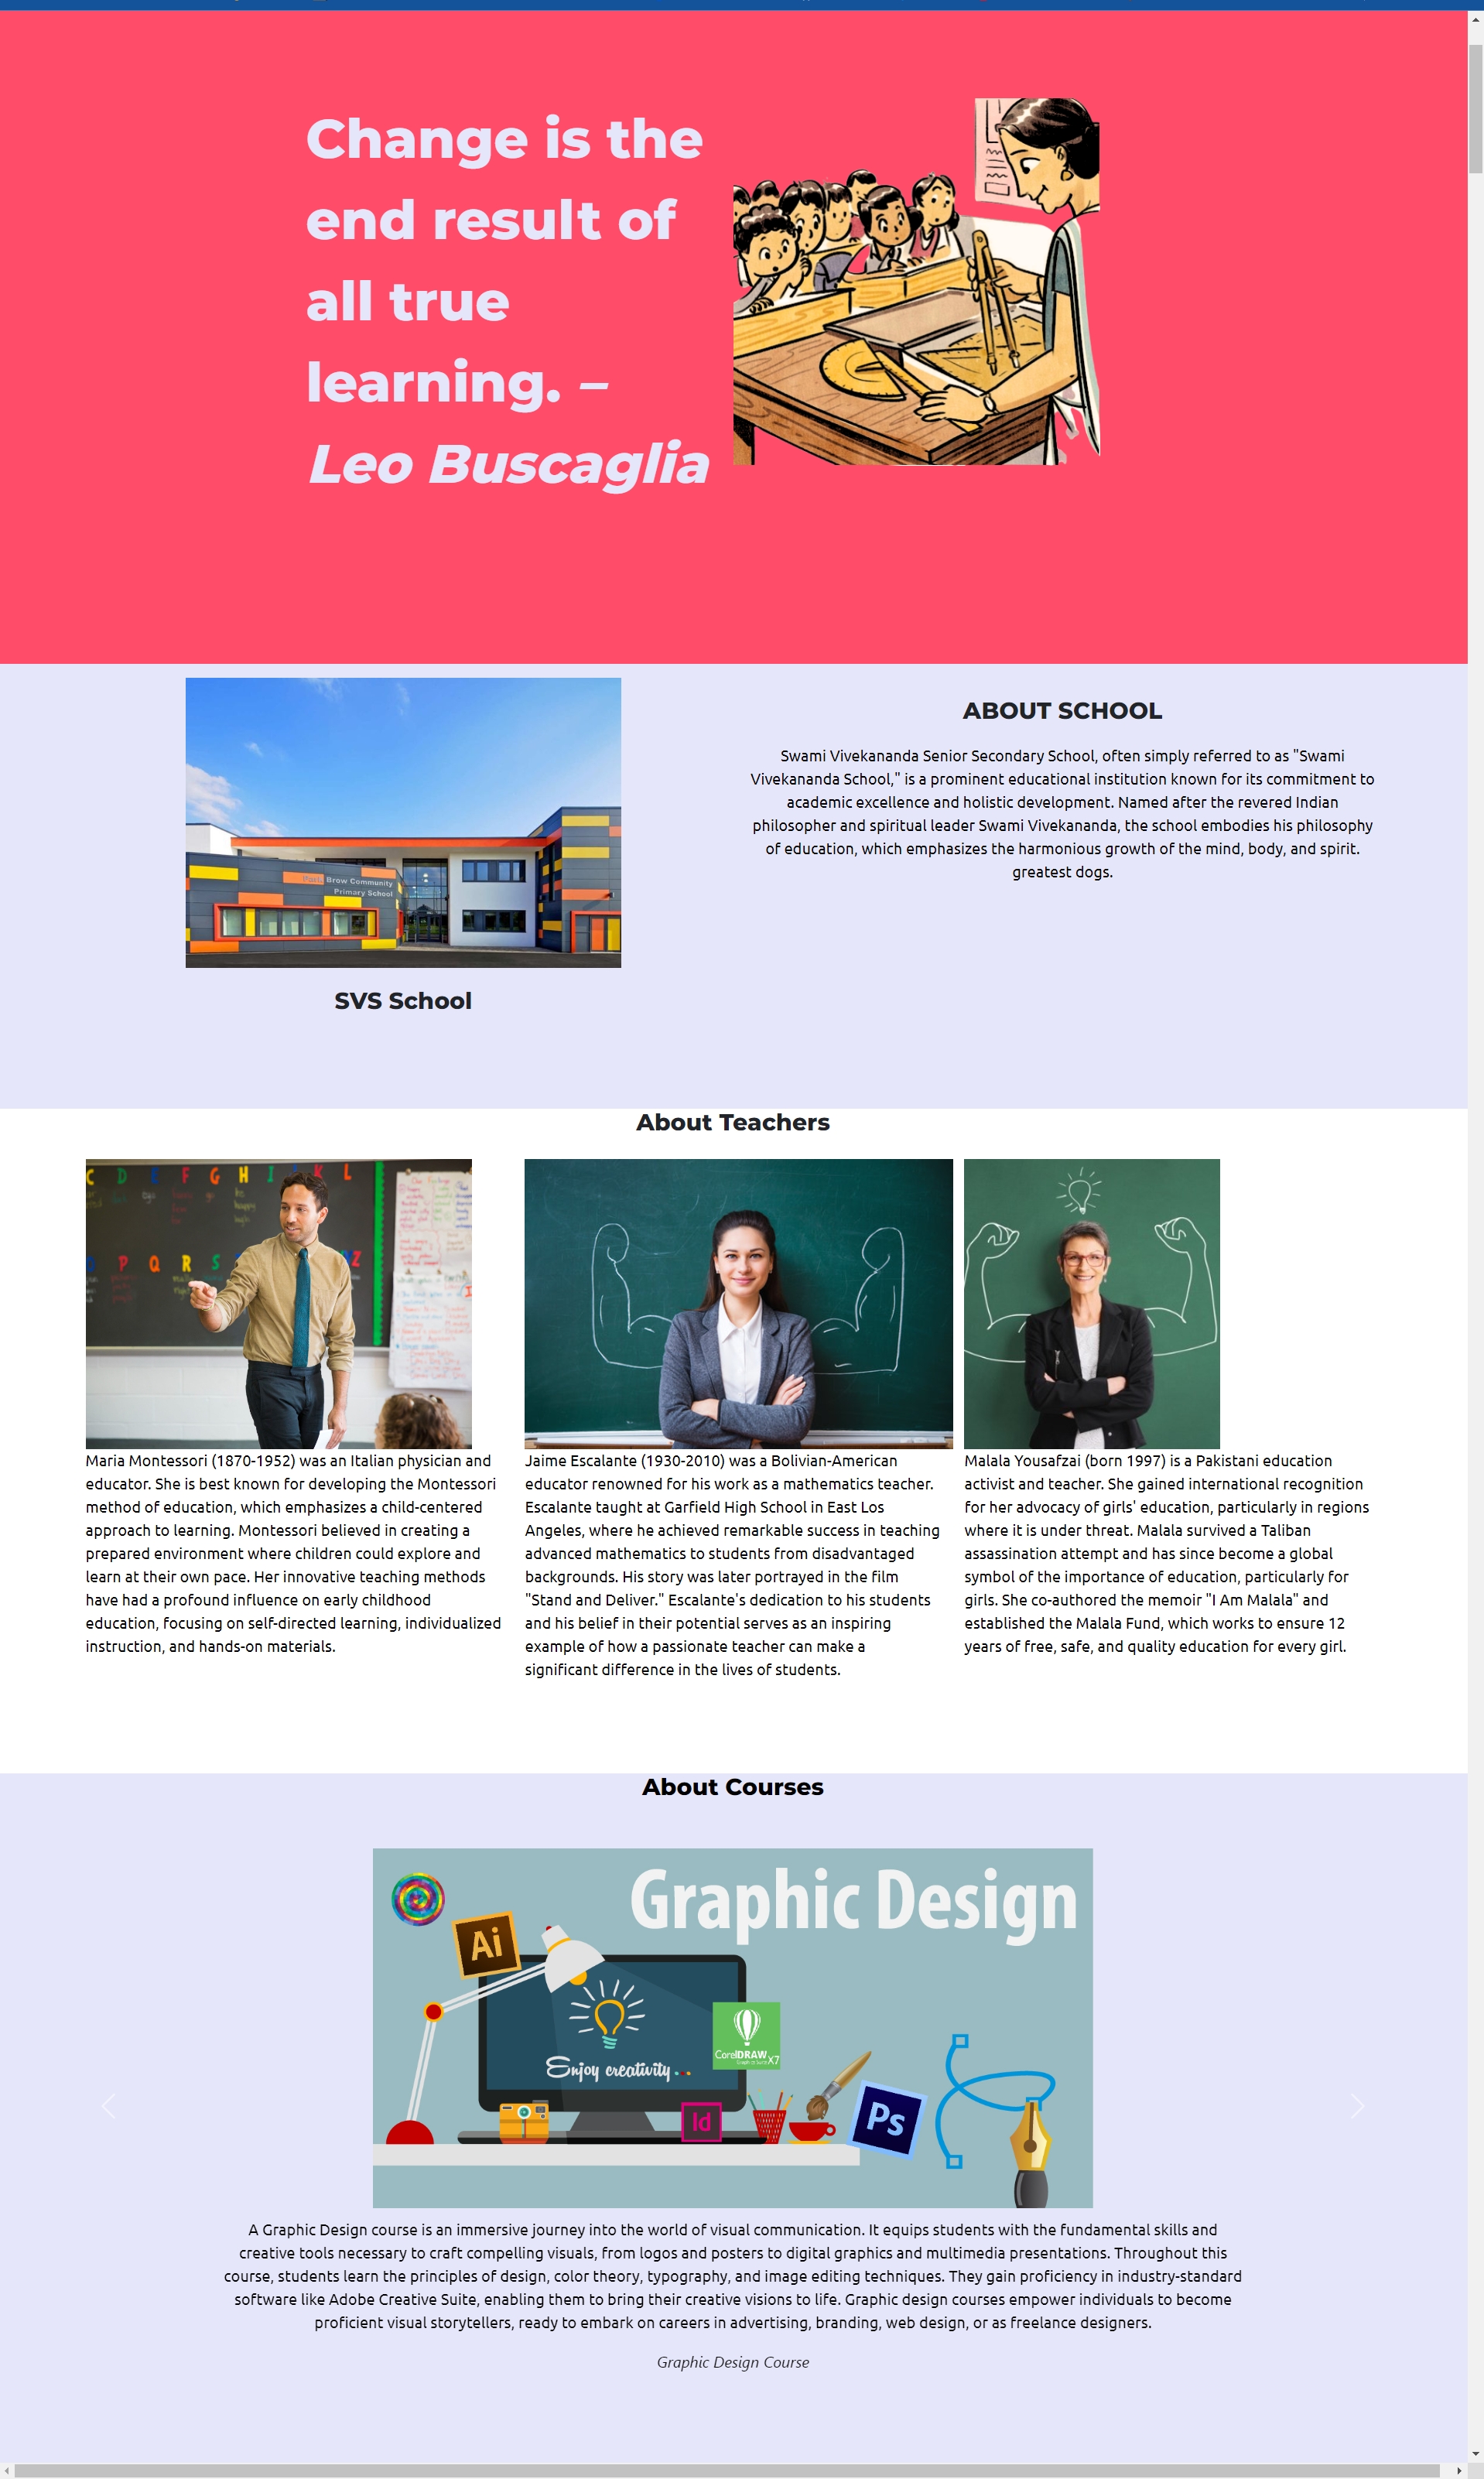 Change is the
end result of
all true
learning. –
Leo Buscaglia
ABOUT SCHOOL
Swami Vivekananda Senior Secondary School, often simply referred to as "Swami
Vivekananda School," is a prominent educational institution known for its commitment to
academic excellence and holistic development. Named after the revered Indian
philosopher and spiritual leader Swami Vivekananda, the school embodies his philosophy
of education, which emphasizes the harmonious growth of the mind, body, and spirit.
greatest dogs.
Brow Community
Primary School
SVS School
About Teachers
C D E F G H I K L
P Q R S Z
Maria Montessori (1870-1952) was an Italian physician and
educator. She is best known for developing the Montessori
method of education, which emphasizes a child-centered
approach to learning. Montessori believed in creating a
prepared environment where children could explore and
learn at their own pace. Her innovative teaching methods
have had a profound influence on early childhood
education, focusing on self-directed learning, individualized
instruction, and hands-on materials.
Jaime Escalante (1930-2010) was a Bolivian-American
educator renowned for his work as a mathematics teacher.
Escalante taught at Garfield High School in East Los
Angeles, where he achieved remarkable success in teaching
advanced mathematics to students from disadvantaged
backgrounds. His story was later portrayed in the film
"Stand and Deliver." Escalante's dedication to his students
and his belief in their potential serves as an inspiring
example of how a passionate teacher can make a
significant difference in the lives of students.
Malala Yousafzai (born 1997) is a Pakistani education
activist and teacher. She gained international recognition
for her advocacy of girls' education, particularly in regions
where it is under threat. Malala survived a Taliban
assassination attempt and has since become a global
symbol of the importance of education, particularly for
girls. She co-authored the memoir "I Am Malala" and
established the Malala Fund, which works to ensure 12
years of free, safe, and quality education for every girl.
About Courses
Graphic Design
Ai
CorelDRAW
X7
Enjoy creativity...
Id
Ps
A Graphic Design course is an immersive journey into the world of visual communication. It equips students with the fundamental skills and
creative tools necessary to craft compelling visuals, from logos and posters to digital graphics and multimedia presentations. Throughout this
course, students learn the principles of design, color theory, typography, and image editing techniques. They gain proficiency in industry-standard
software like Adobe Creative Suite, enabling them to bring their creative visions to life. Graphic design courses empower individuals to become
proficient visual storytellers, ready to embark on careers in advertising, branding, web design, or as freelance designers.
Graphic Design Course